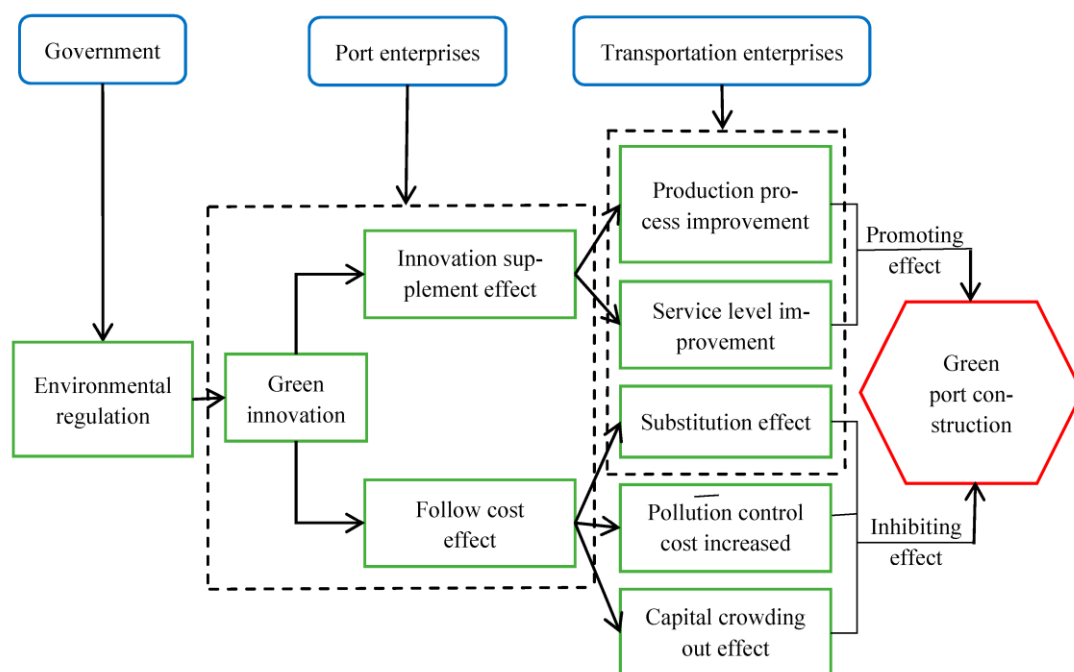 Government
Port enterprises
Transportation enterprises
Production pro-
cess improvement
Innovation sup-
plement effect
Promoting
effect
Service level im-
provement
Environmental
regulation
Green
innovation
Green
port con-
struction
Substitution effect
Follow cost
effect
Pollution control
cost increased
Inhibiting
effect
Capital crowding
out effect